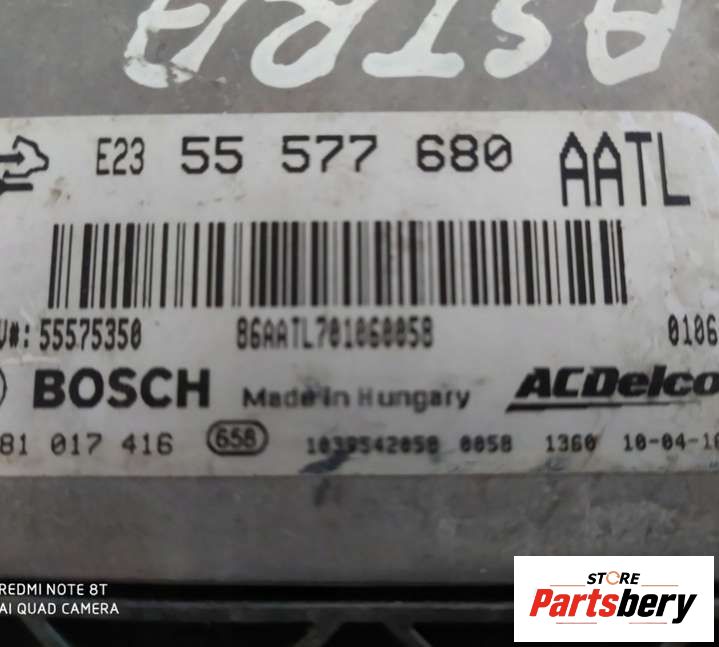 ASTRA
E23 55 577 680 AATL
V#: 55575350 86AATL701060058 0106
BOSCH Made in Hungary ACDelco
81 017 416 658 1039542050 0058 1360 10-04-
REDMI NOTE 8T
AI QUAD CAMERA
STORE
Partsbery